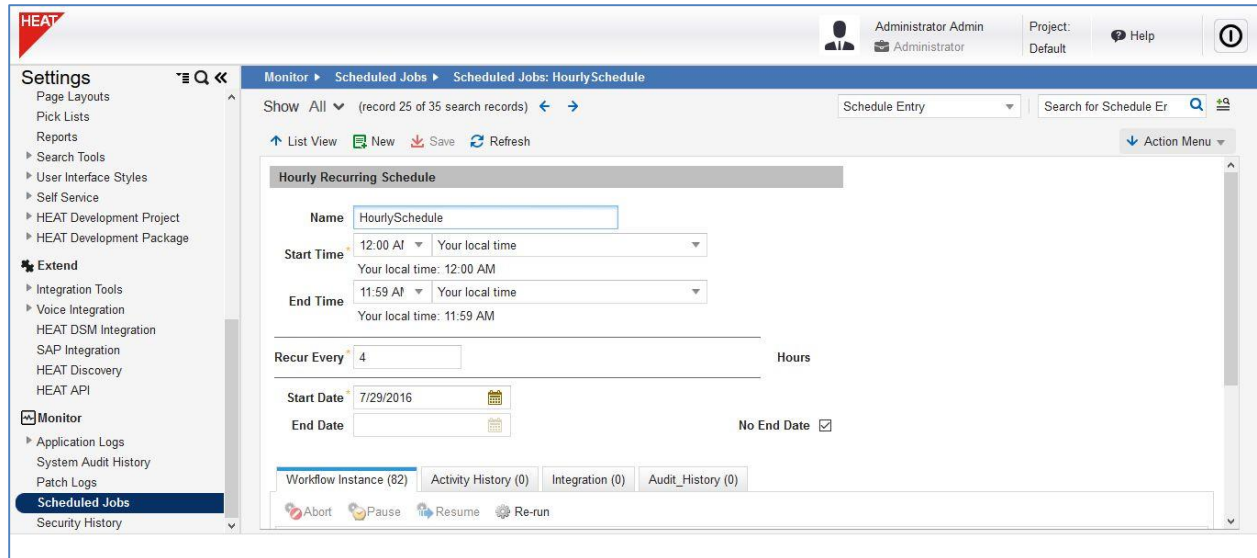 HEAT
Administrator Admin
Administrator
Project:
Default
Help
Settings
Page Layouts
Pick Lists
Reports
Search Tools
User Interface Styles
Self Service
HEAT Development Project
HEAT Development Package
Extend
Integration Tools
Voice Integration
HEAT DSM Integration
SAP Integration
HEAT Discovery
HEAT API
Monitor
Application Logs
System Audit History
Patch Logs
Scheduled Jobs
Security History
Monitor Scheduled Jobs Scheduled Jobs: HourlySchedule
Show All (record 25 of 35 search records)
Schedule Entry Search for Schedule Er
List View New Save Refresh Action Menu
Hourly Recurring Schedule
Name HourlySchedule
Start Time * 12:00 Al Your local time
Your local time: 12:00 AM
End Time 11:59 Al Your local time
Your local time: 11:59 AM
Recur Every * 4 Hours
Start Date * 7/29/2016
End Date No End Date
Workflow Instance (82) Activity History (0) Integration (0) Audit_History (0)
Abort Pause Resume Re-run